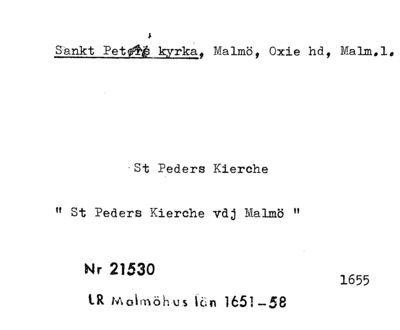 Sankt Peters kyrka, Malmö, Oxie hd, Malm.l.
St Peders Kierche
" St Peders Kierche vdj Malmö "
Nr 21530
1655
LR Malmöhus län 1651-58